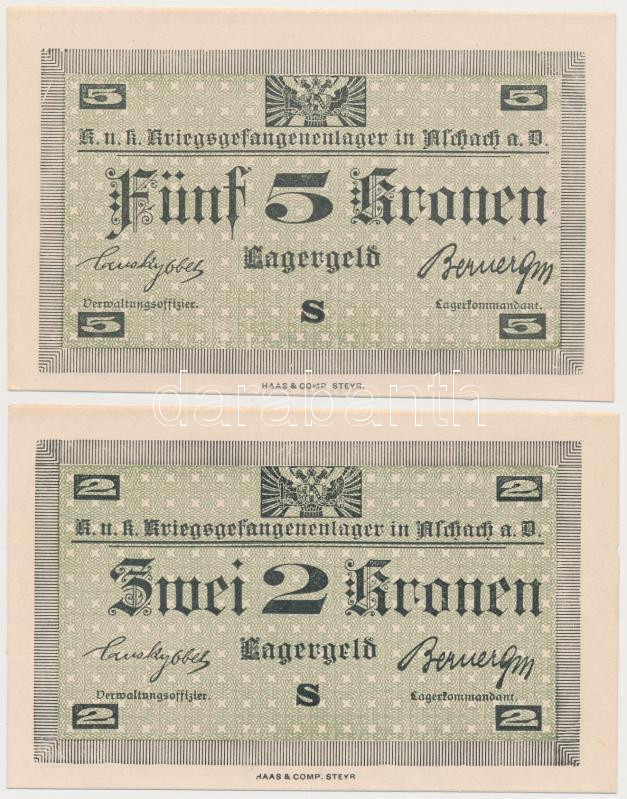 5 5
K. u. k. Kriegsgefangenenlager in Aschach a. D.
Fünf 5 Kronen
Lagergeld
Verwaltungsoffizier. Lagerkommandant.
5 S 5
HAAS & COMP. STEYR.
darabanth
2 2
K. u. k. Kriegsgefangenenlager in Aschach a. D.
Zwei 2 Kronen
Lagergeld
Verwaltungsoffizier. Lagerkommandant.
2 S 2
HAAS & COMP. STEYR